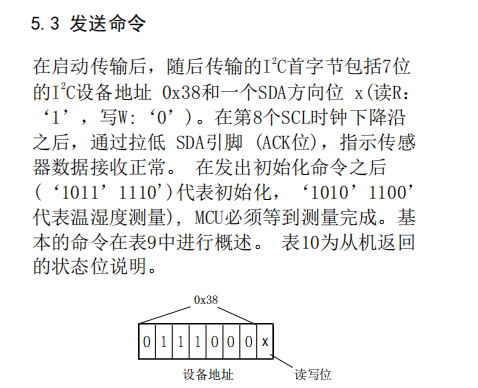 5.3 发送命令
在启动传输后，随后传输的I²C首字节包括7位
的I²C设备地址 0x38和一个SDA方向位 x(读R:
‘1’, 写W:‘0’)。在第8个SCL时钟下降沿
之后，通过拉低 SDA引脚 (ACK位), 指示传感
器数据接收正常。 在发出初始化命令之后
(‘1011’1110’)代表初始化，‘1010’1100’
代表温湿度测量), MCU必须等到测量完成。基
本的命令在表9中进行概述。 表10为从机返回
的状态位说明。
0x38
0 1 1 1 0 0 0 x
设备地址 读写位